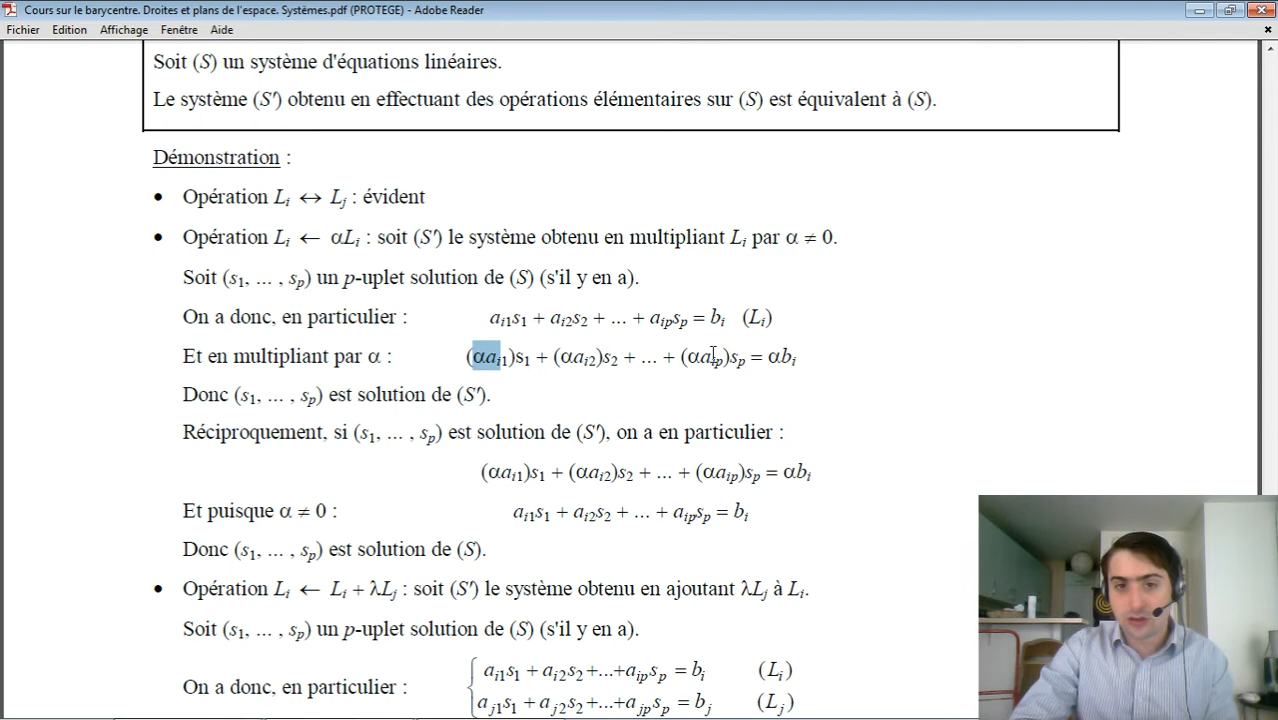 Cours sur le barycentre. Droites et plans de l'espace. Systèmes.pdf (PROTEGE) - Adobe Reader
Fichier Edition Affichage Fenêtre Aide
Soit (S) un système d'équations linéaires.
Le système (S′) obtenu en effectuant des opérations élémentaires sur (S) est équivalent à (S).
Démonstration :
• Opération Lᵢ ↔ Lⱼ : évident
• Opération Lᵢ ← αLᵢ : soit (S′) le système obtenu en multipliant Lᵢ par α ≠ 0.
Soit (s₁, ... , sₚ) un p-uplet solution de (S) (s'il y en a).
On a donc, en particulier : aᵢ₁s₁ + aᵢ₂s₂ + ... + aᵢₚsₚ = bᵢ (Lᵢ)
Et en multipliant par α : (αaᵢ₁)s₁ + (αaᵢ₂)s₂ + ... + (αaᵢₚ)sₚ = αbᵢ
Donc (s₁, ... , sₚ) est solution de (S′).
Réciproquement, si (s₁, ... , sₚ) est solution de (S′), on a en particulier :
(αaᵢ₁)s₁ + (αaᵢ₂)s₂ + ... + (αaᵢₚ)sₚ = αbᵢ
Et puisque α ≠ 0 : aᵢ₁s₁ + aᵢ₂s₂ + ... + aᵢₚsₚ = bᵢ
Donc (s₁, ... , sₚ) est solution de (S).
• Opération Lᵢ ← Lᵢ + λLⱼ : soit (S′) le système obtenu en ajoutant λLⱼ à Lᵢ.
Soit (s₁, ... , sₚ) un p-uplet solution de (S) (s'il y en a).
aᵢ₁s₁ + aᵢ₂s₂+...+aᵢₚsₚ = bᵢ (Lᵢ)
On a donc, en particulier :
aⱼ₁s₁ + aⱼ₂s₂+...+aⱼₚsₚ = bⱼ (Lⱼ)